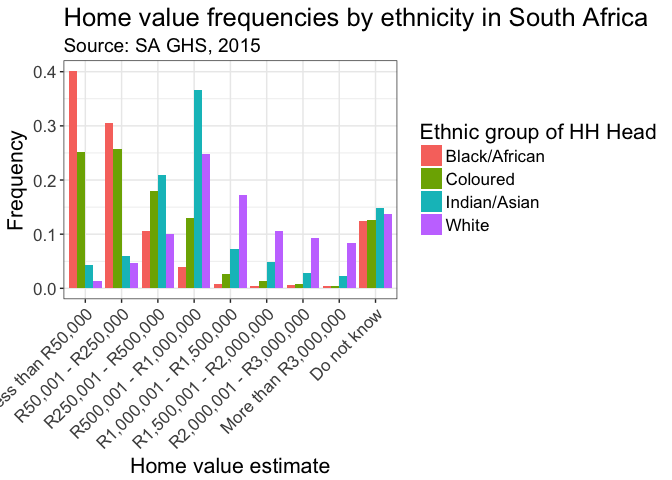 Home value frequencies by ethnicity in South Africa
Source: SA GHS, 2015
Frequency
0.4
0.3
0.2
0.1
0.0
ess than R50,000
R50,001 - R250,000
R250,001 - R500,000
R500,001 - R1,000,000
R1,000,001 - R1,500,000
R1,500,001 - R2,000,000
R2,000,001 - R3,000,000
More than R3,000,000
Do not know
Home value estimate
Ethnic group of HH Head
Black/African
Coloured
Indian/Asian
White